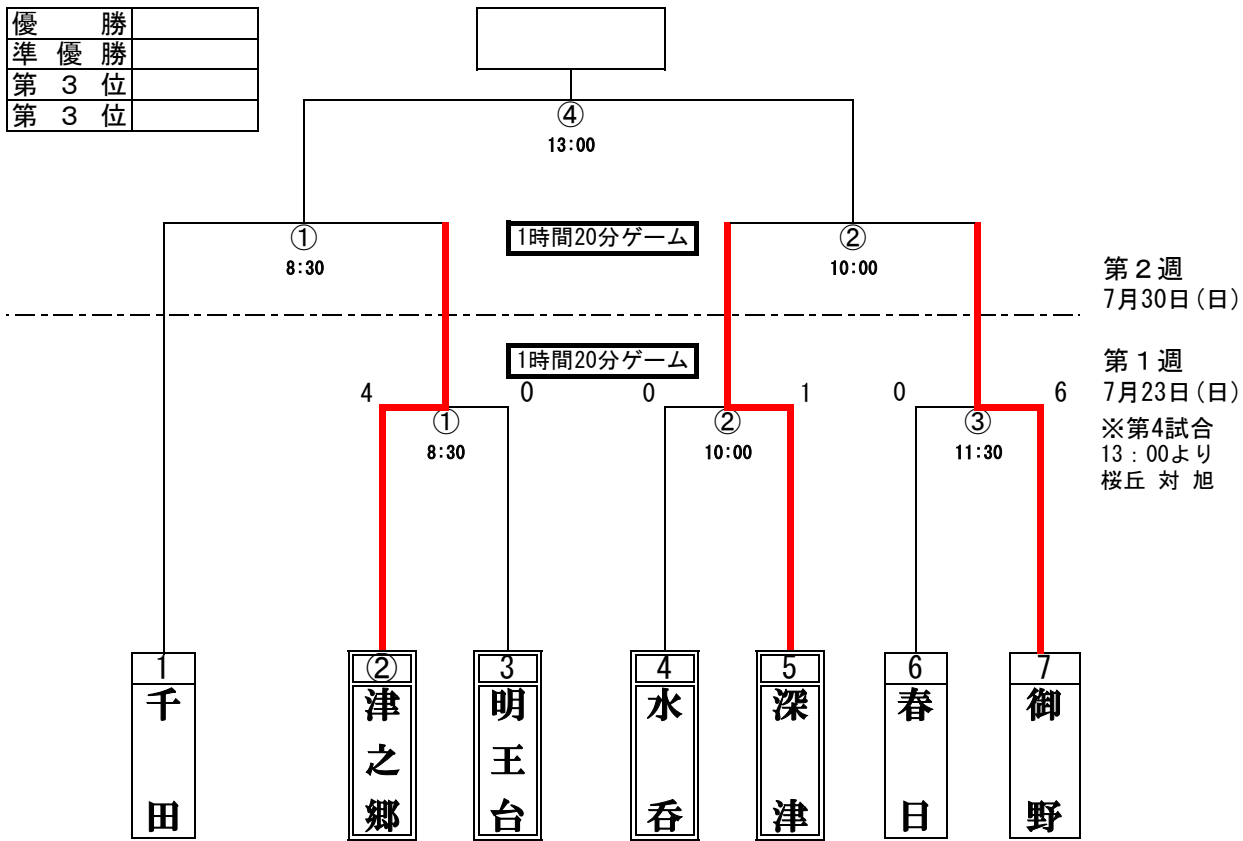 優勝
準優勝
第３位
第３位
④
13:00
①
8:30
1時間20分ゲーム
②
10:00
第２週
7月30日(日)
1時間20分ゲーム
第１週
7月23日(日)
4
0
0
1
0
6
①
8:30
②
10:00
③
11:30
※第4試合
13：00より
桜丘 対 旭
1
千田
②
津之郷
3
明王台
4
水呑
5
深津
6
春日
7
御野